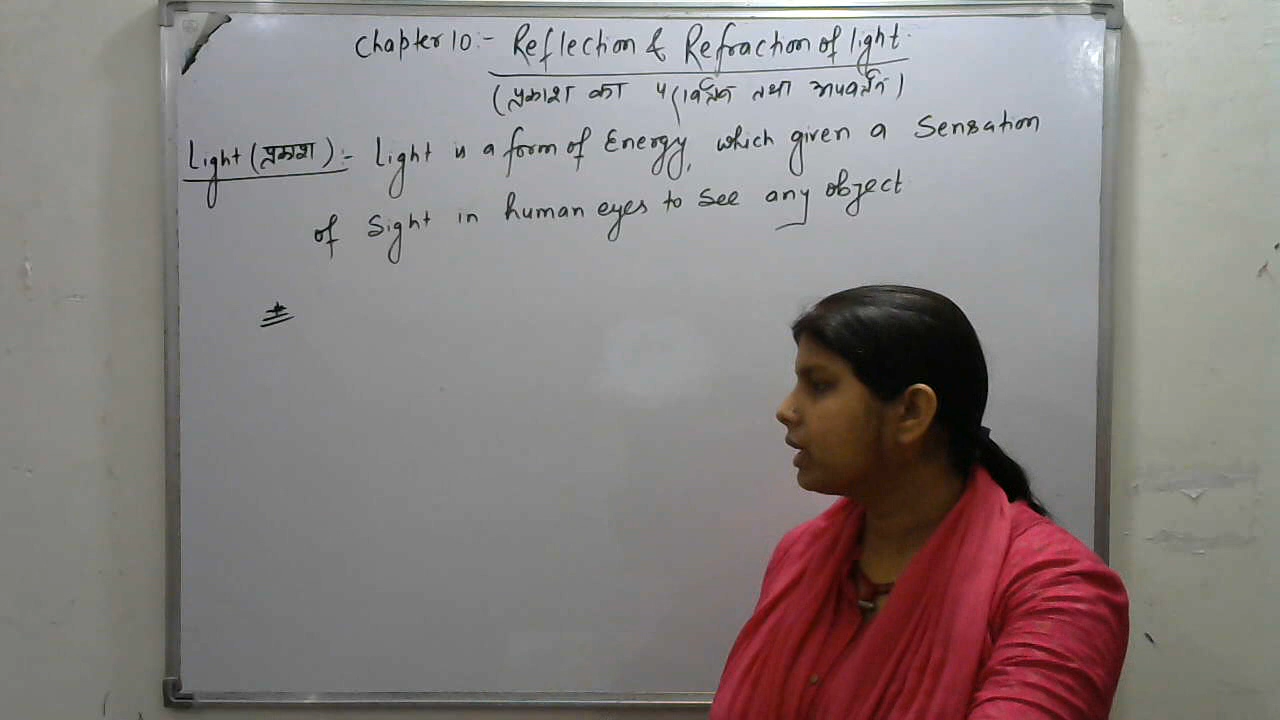 Chapter 10:- Reflection & Refraction of light.
(प्रकाश का परावर्तन तथा अपवर्तन)
Light (प्रकाश) :- Light is a form of Energy, which given a Sensation
of Sight in human eyes to see any object